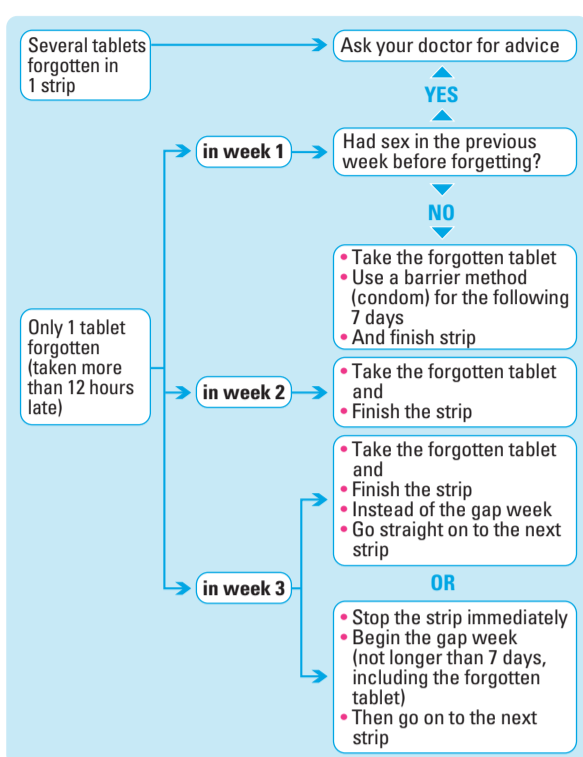 Several tablets
forgotten in
1 strip
Ask your doctor for advice
YES
in week 1
Had sex in the previous
week before forgetting?
NO
• Take the forgotten tablet
• Use a barrier method
(condom) for the following
7 days
• And finish strip
Only 1 tablet
forgotten
(taken more
than 12 hours
late)
in week 2
• Take the forgotten tablet
and
• Finish the strip
• Take the forgotten tablet
and
• Finish the strip
• Instead of the gap week
• Go straight on to the next
strip
in week 3
OR
• Stop the strip immediately
• Begin the gap week
(not longer than 7 days,
including the forgotten
tablet)
• Then go on to the next
strip